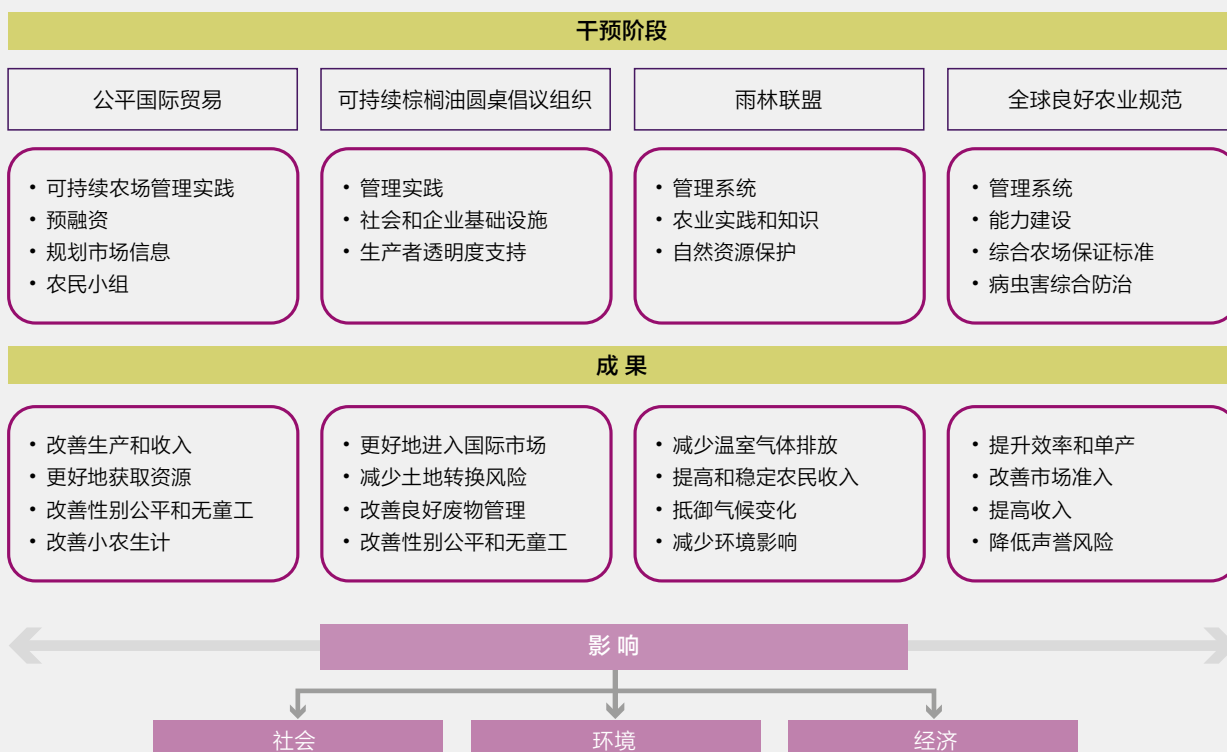 干预阶段
公平国际贸易
可持续棕榈油圆桌倡议组织
雨林联盟
全球良好农业规范
• 可持续农场管理实践
• 预融资
• 规划市场信息
• 农民小组
• 管理实践
• 社会和企业基础设施
• 生产者透明度支持
• 管理系统
• 农业实践和知识
• 自然资源保护
• 管理系统
• 能力建设
• 综合农场保证标准
• 病虫害综合防治
成 果
• 改善生产和收入
• 更好地获取资源
• 改善性别公平和无童工
• 改善小农生计
• 更好地进入国际市场
• 减少土地转换风险
• 改善良好废物管理
• 改善性别公平和无童工
• 减少温室气体排放
• 提高和稳定农民收入
• 抵御气候变化
• 减少环境影响
• 提升效率和单产
• 改善市场准入
• 提高收入
• 降低声誉风险
影 响
社会
环境
经济